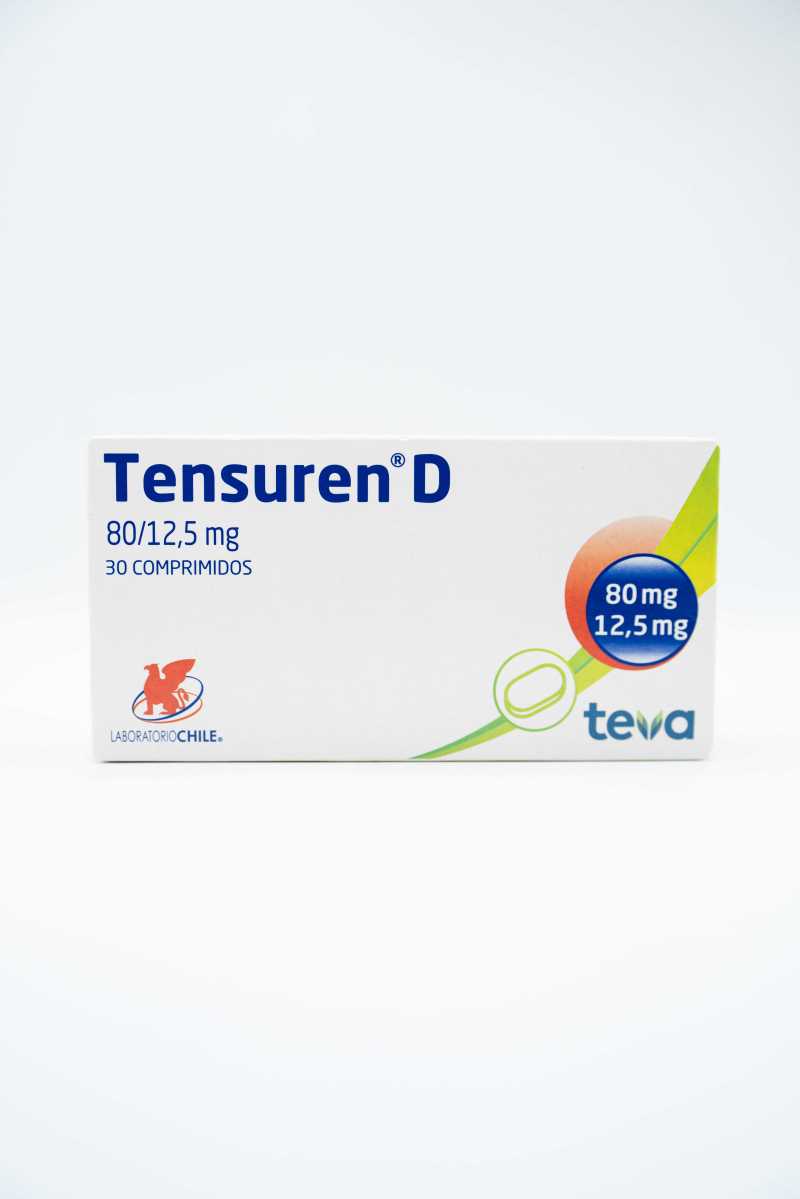 Tensuren® D
80/12,5 mg
30 COMPRIMIDOS
80 mg
12,5 mg
LABORATORIOCHILE®
teva